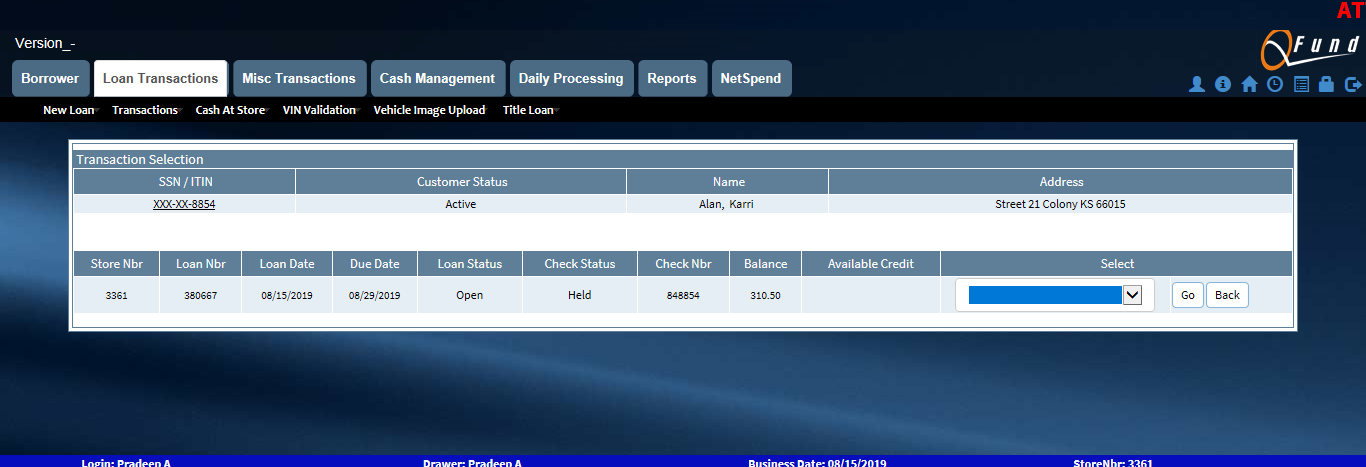 AT
Version_-
QFund
Borrower Loan Transactions Misc Transactions Cash Management Daily Processing Reports NetSpend
New Loan Transactions Cash At Store VIN Validation Vehicle Image Upload Title Loan
Transaction Selection
SSN / ITIN Customer Status Name Address
XXX-XX-8854 Active Alan, Karri Street 21 Colony KS 66015
Store Nbr Loan Nbr Loan Date Due Date Loan Status Check Status Check Nbr Balance Available Credit Select
3361 380667 08/15/2019 08/29/2019 Open Held 848854 310.50 Go Back
Login: Pradeep A Drawer: Pradeep A Business Date: 08/15/2019 StoreNbr: 3361